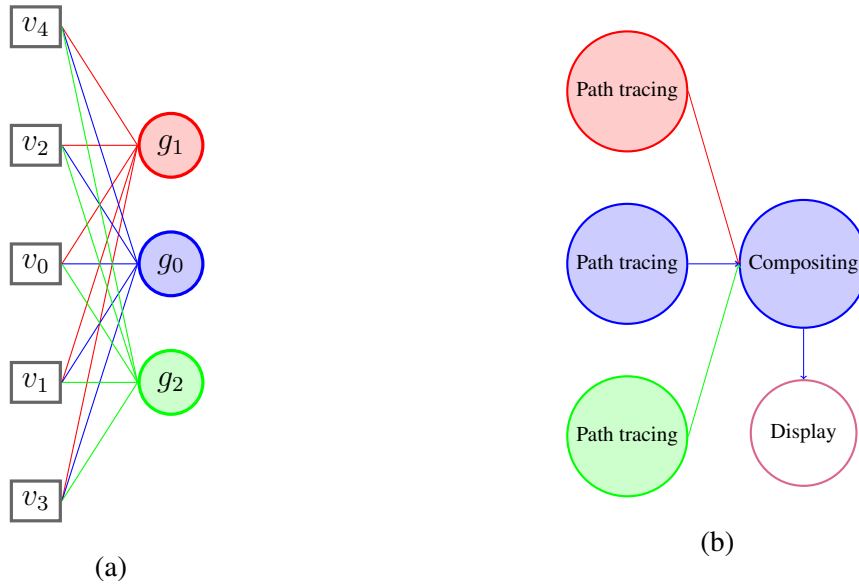 v₄
v₂
v₀
v₁
v₃
g₁
g₀
g₂
(a)
Path tracing
Path tracing
Compositing
Path tracing
Display
(b)